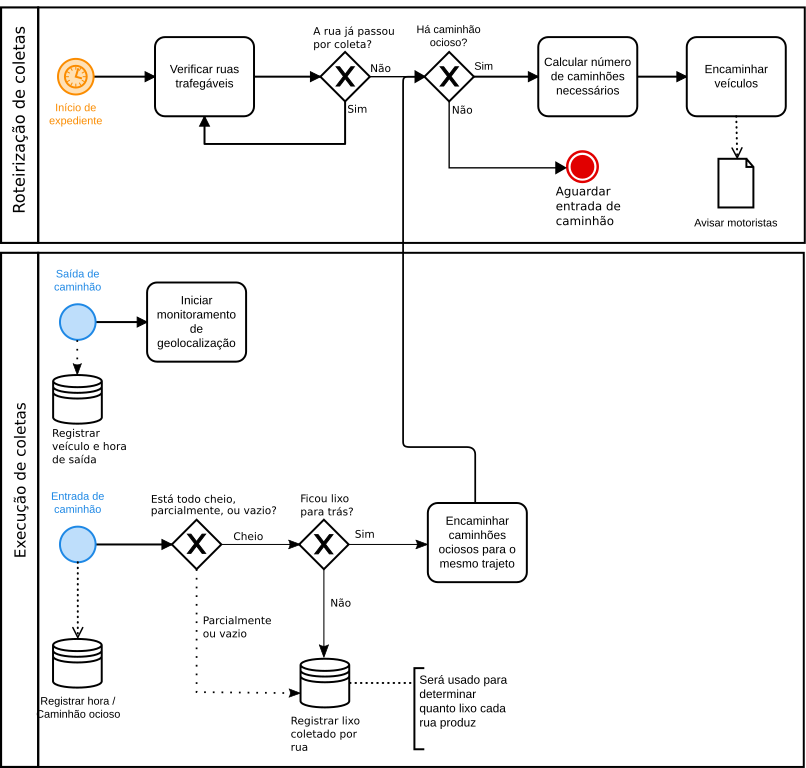 Roteirização de coletas
Início de
expediente
Verificar ruas
trafegáveis
A rua já passou
por coleta?
Não
Sim
Há caminhão
ocioso?
Sim
Não
Calcular número
de caminhões
necessários
Encaminhar
veículos
Aguardar
entrada de
caminhão
Avisar motoristas
Execução de coletas
Saída de
caminhão
Iniciar
monitoramento
de
geolocalização
Registrar
veículo e hora
de saída
Entrada de
caminhão
Está todo cheio,
parcialmente, ou vazio?
Cheio
Ficou lixo
para trás?
Sim
Encaminhar
caminhões
ociosos para o
mesmo trajeto
Parcialmente
ou vazio
Não
Registrar hora /
Caminhão ocioso
Registrar lixo
coletado por
rua
Será usado para
determinar
quanto lixo cada
rua produz